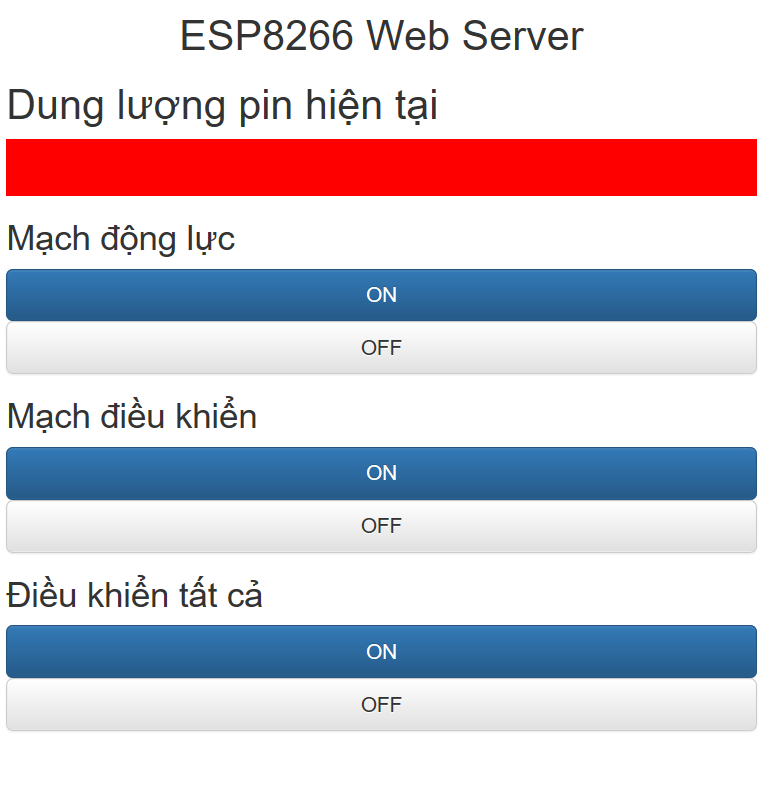 ESP8266 Web Server
Dung lượng pin hiện tại
Mạch động lực
ON
OFF
Mạch điều khiển
ON
OFF
Điều khiển tất cả
ON
OFF